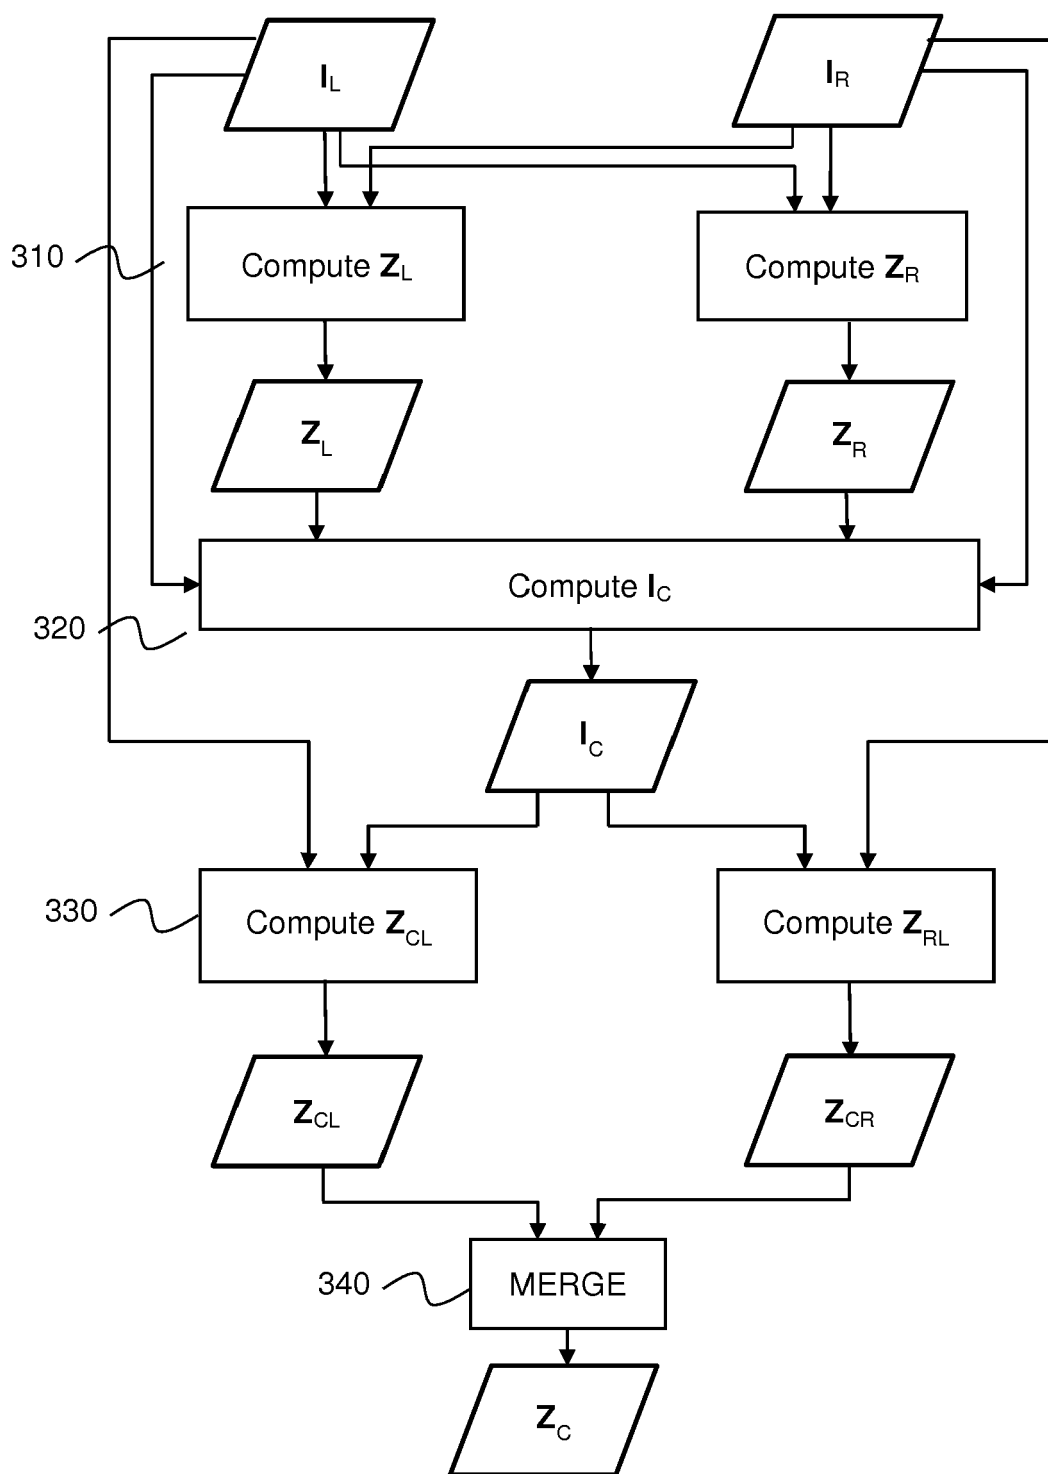 I_L
I_R
310
Compute Z_L
Compute Z_R
Z_L
Z_R
Compute I_C
320
I_C
330
Compute Z_CL
Compute Z_RL
Z_CL
Z_CR
340
MERGE
Z_C